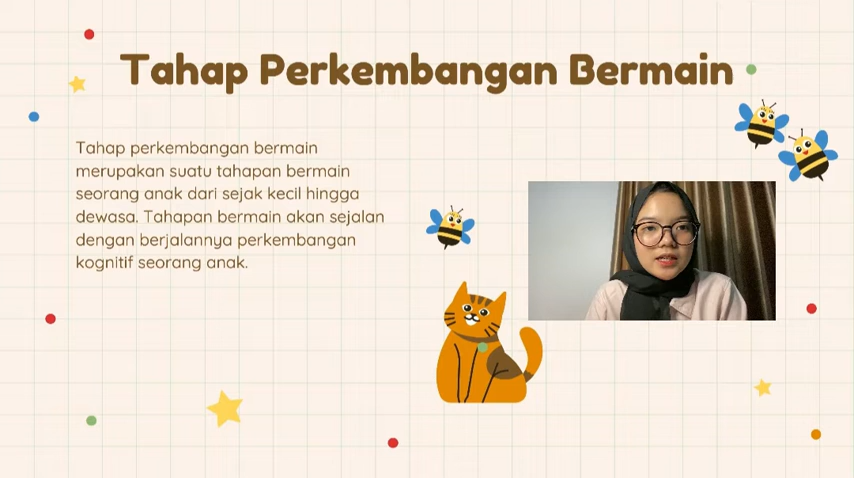 Tahap Perkembangan Bermain
Tahap perkembangan bermain
merupakan suatu tahapan bermain
seorang anak dari sejak kecil hingga
dewasa. Tahapan bermain akan sejalan
dengan berjalannya perkembangan
kognitif seorang anak.